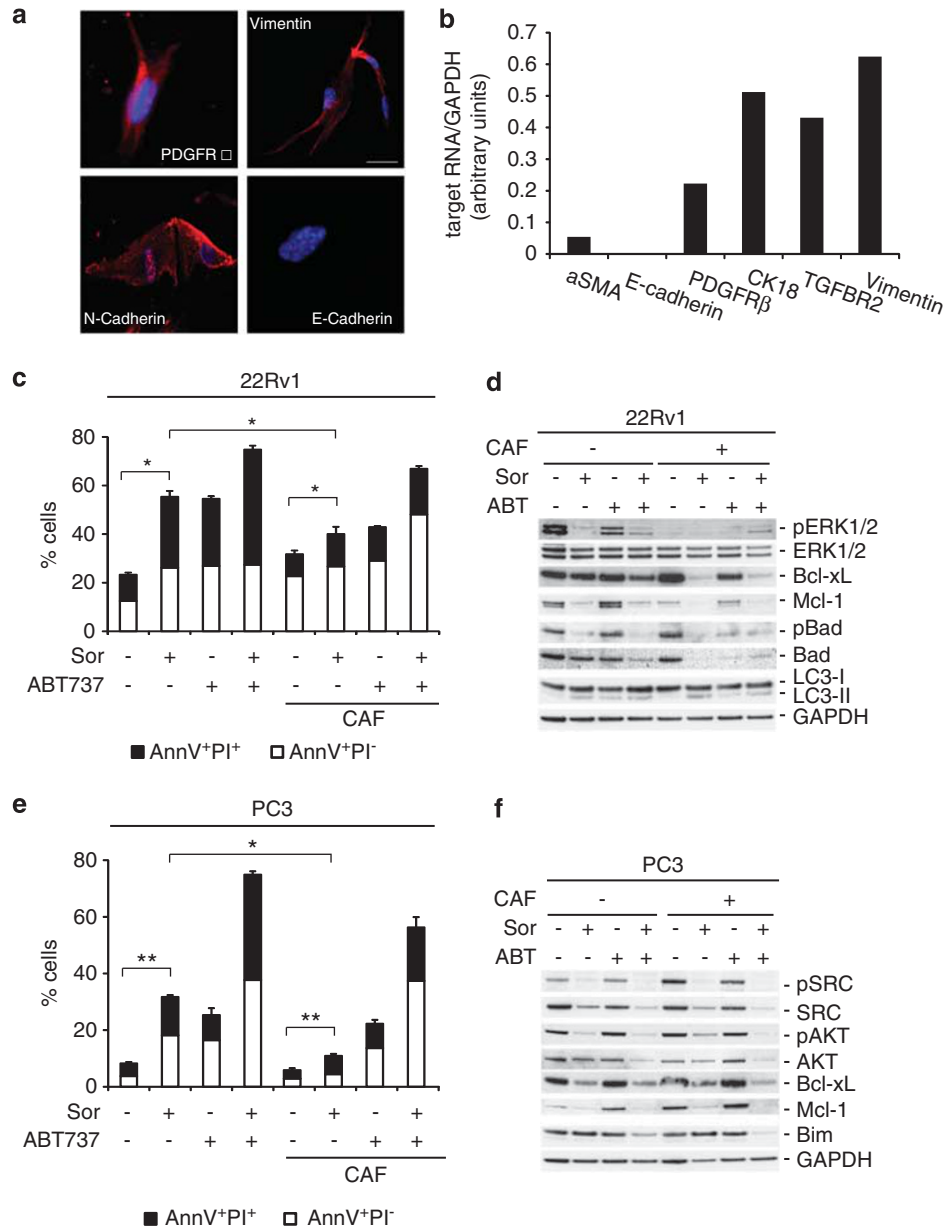 a
PDGFR □
Vimentin
N-Cadherin
E-Cadherin
b
target RNA/GAPDH
(arbitrary uinits)
0.7
0.6
0.5
0.4
0.3
0.2
0.1
0
aSMA
E-cadherin
PDGFRβ
CK18
TGFBR2
Vimentin
c
22Rv1
% cells
80
60
40
20
0
* * * 
Sor - + - + - + - +
ABT737 - - + + - - + +
CAF
■ AnnV+PI+ □ AnnV+PI-
d
22Rv1
CAF - +
Sor - + - + - + - +
ABT - - + + - - + +
- pERK1/2
- ERK1/2
- Bcl-xL
- Mcl-1
- pBad
- Bad
- LC3-I
- LC3-II
- GAPDH
e
PC3
% cells
80
60
40
20
0
** * **
Sor - + - + - + - +
ABT737 - - + + - - + +
CAF
■ AnnV+PI+ □ AnnV+PI-
f
PC3
CAF - +
Sor - + - + - + - +
ABT - - + + - - + +
- pSRC
- SRC
- pAKT
- AKT
- Bcl-xL
- Mcl-1
- Bim
- GAPDH